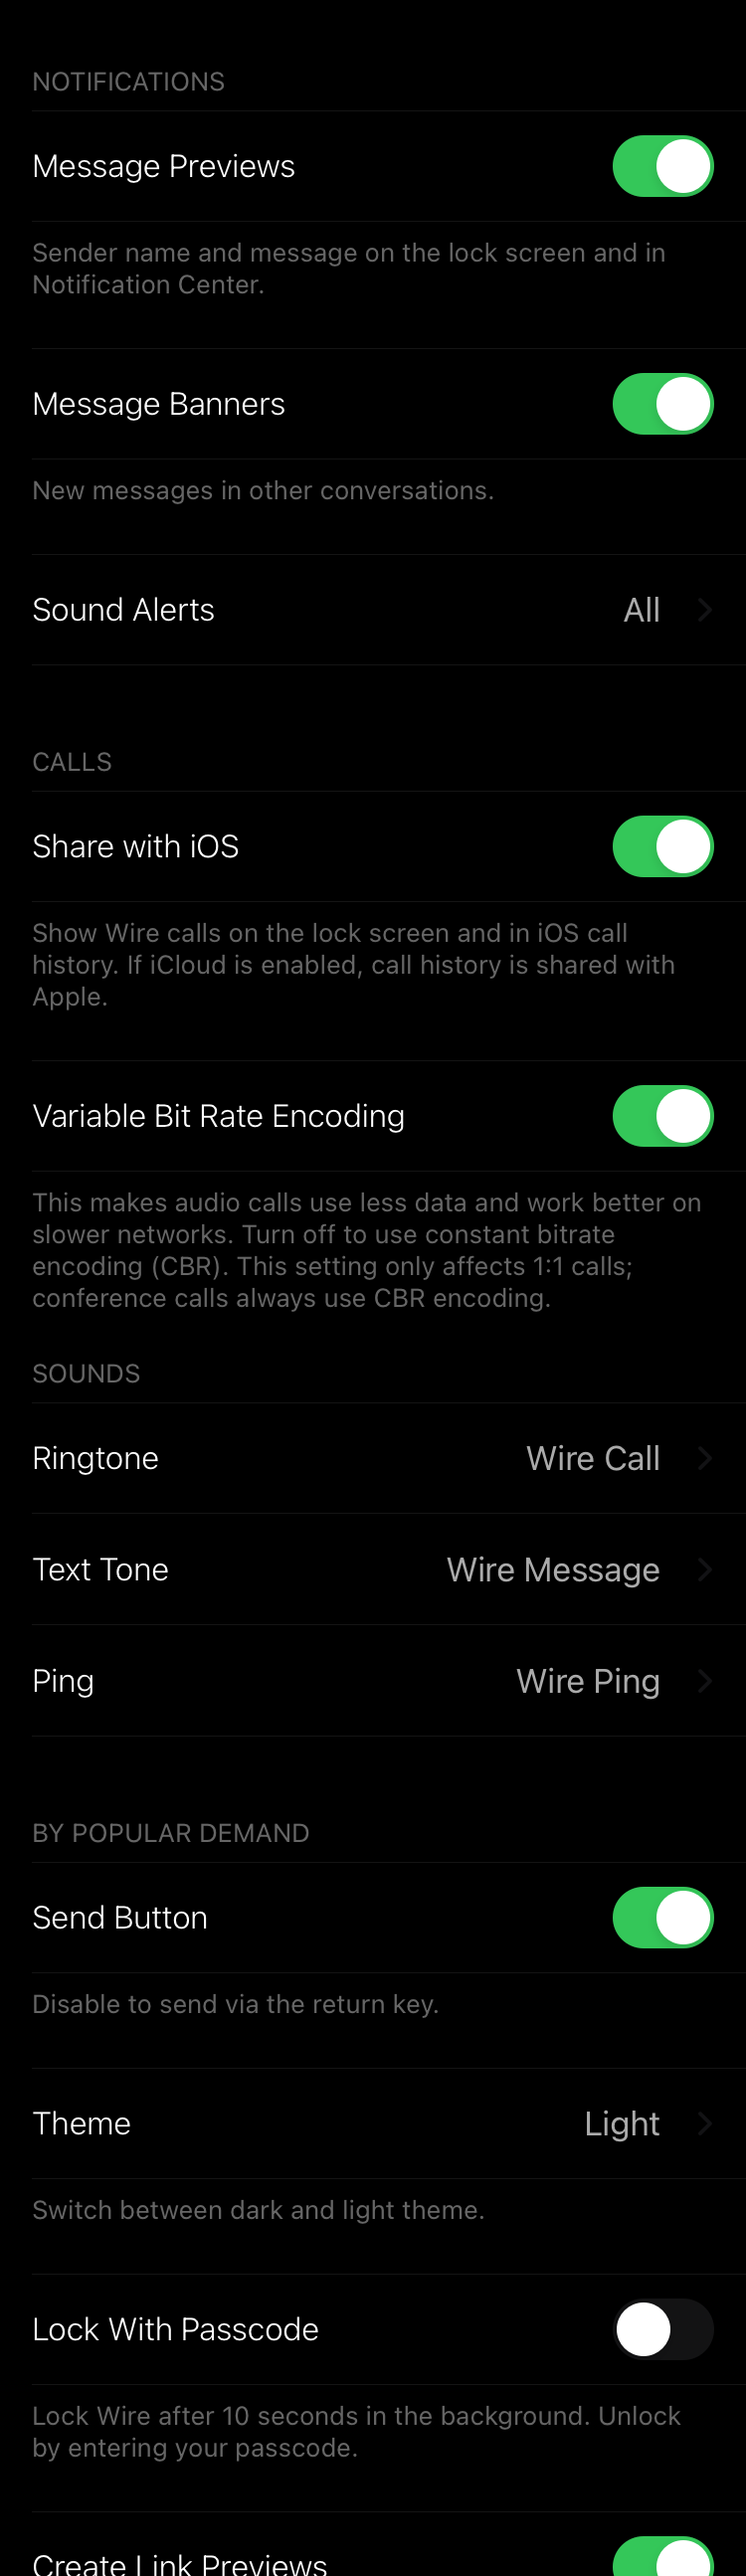 NOTIFICATIONS
Message Previews
Sender name and message on the lock screen and in
Notification Center.
Message Banners
New messages in other conversations.
Sound Alerts All
CALLS
Share with iOS
Show Wire calls on the lock screen and in iOS call
history. If iCloud is enabled, call history is shared with
Apple.
Variable Bit Rate Encoding
This makes audio calls use less data and work better on
slower networks. Turn off to use constant bitrate
encoding (CBR). This setting only affects 1:1 calls;
conference calls always use CBR encoding.
SOUNDS
Ringtone Wire Call
Text Tone Wire Message
Ping Wire Ping
BY POPULAR DEMAND
Send Button
Disable to send via the return key.
Theme Light
Switch between dark and light theme.
Lock With Passcode
Lock Wire after 10 seconds in the background. Unlock
by entering your passcode.
Create Link Previews